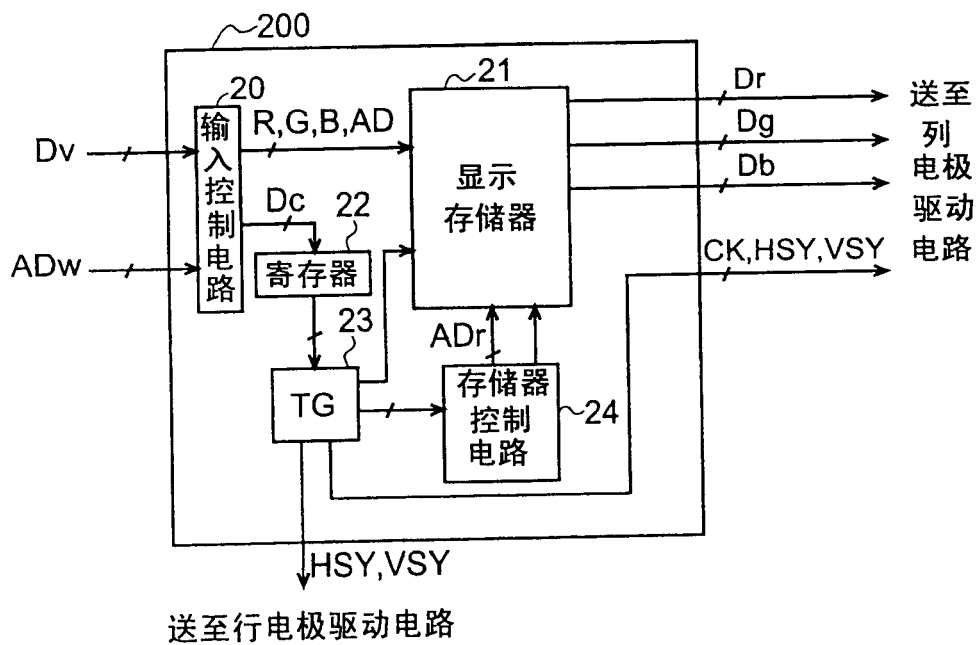 200
20
21
Dv
ADw
输入控制电路
R,G,B,AD
Dc
22
寄存器
23
TG
显示
存储器
ADr
存储器
控制
电路
24
Dr
Dg
Db
CK,HSY,VSY
送至
列
电极
驱动
电路
HSY,VSY
送至行电极驱动电路